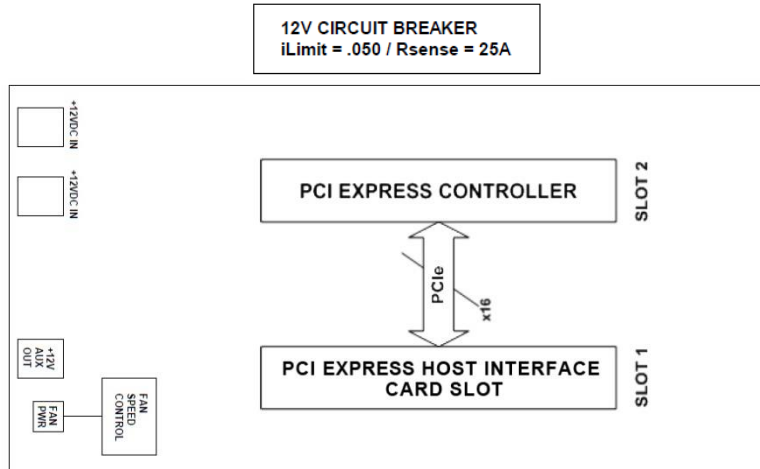 12V CIRCUIT BREAKER
iLimit = .050 / Rsense = 25A
+12VDC IN
+12VDC IN
PCI EXPRESS CONTROLLER
SLOT 2
PCIe
x16
+12V
AUX
OUT
PCI EXPRESS HOST INTERFACE
CARD SLOT
SLOT 1
FAN
PWR
FAN
SPEED
CONTROL